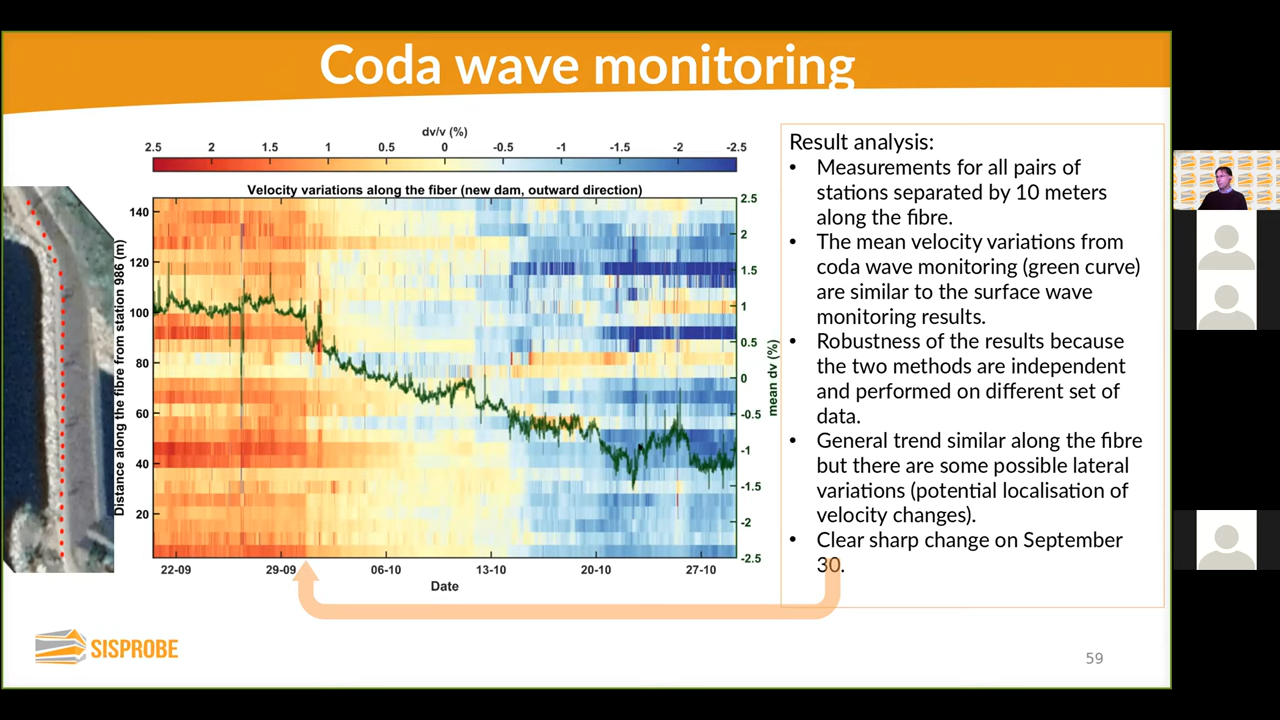 Coda wave monitoring
dv/v (%)
2.5 2 1.5 1 0.5 0 -0.5 -1 -1.5 -2 -2.5
Velocity variations along the fiber (new dam, outward direction)
Distance along the fibre from station 986 (m)
140
120
100
80
60
40
20
2.5
2
1.5
1
0.5
0
-0.5
-1
-1.5
-2
-2.5
mean dv (%)
22-09 29-09 06-10 13-10 20-10 27-10
Date
Result analysis:
• Measurements for all pairs of
stations separated by 10 meters
along the fibre.
• The mean velocity variations from
coda wave monitoring (green curve)
are similar to the surface wave
monitoring results.
• Robustness of the results because
the two methods are independent
and performed on different set of
data.
• General trend similar along the fibre
but there are some possible lateral
variations (potential localisation of
velocity changes).
• Clear sharp change on September
30.
SISPROBE
59